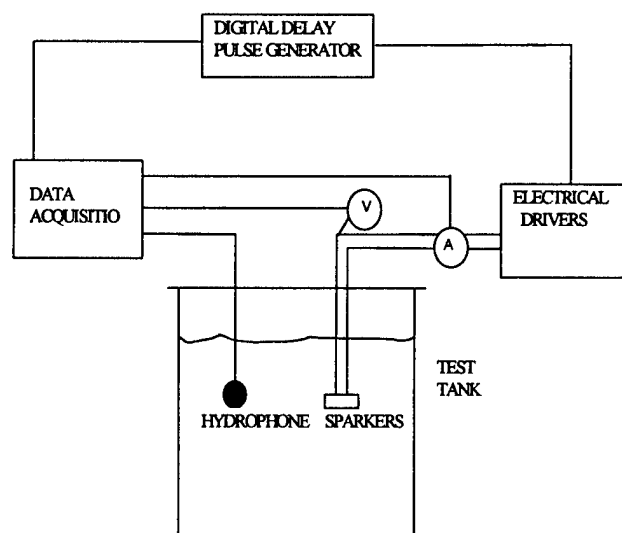 DIGITAL DELAY
PULSE GENERATOR
DATA
ACQUISITIO
V
ELECTRICAL
DRIVERS
A
TEST
TANK
HYDROPHONE
SPARKERS